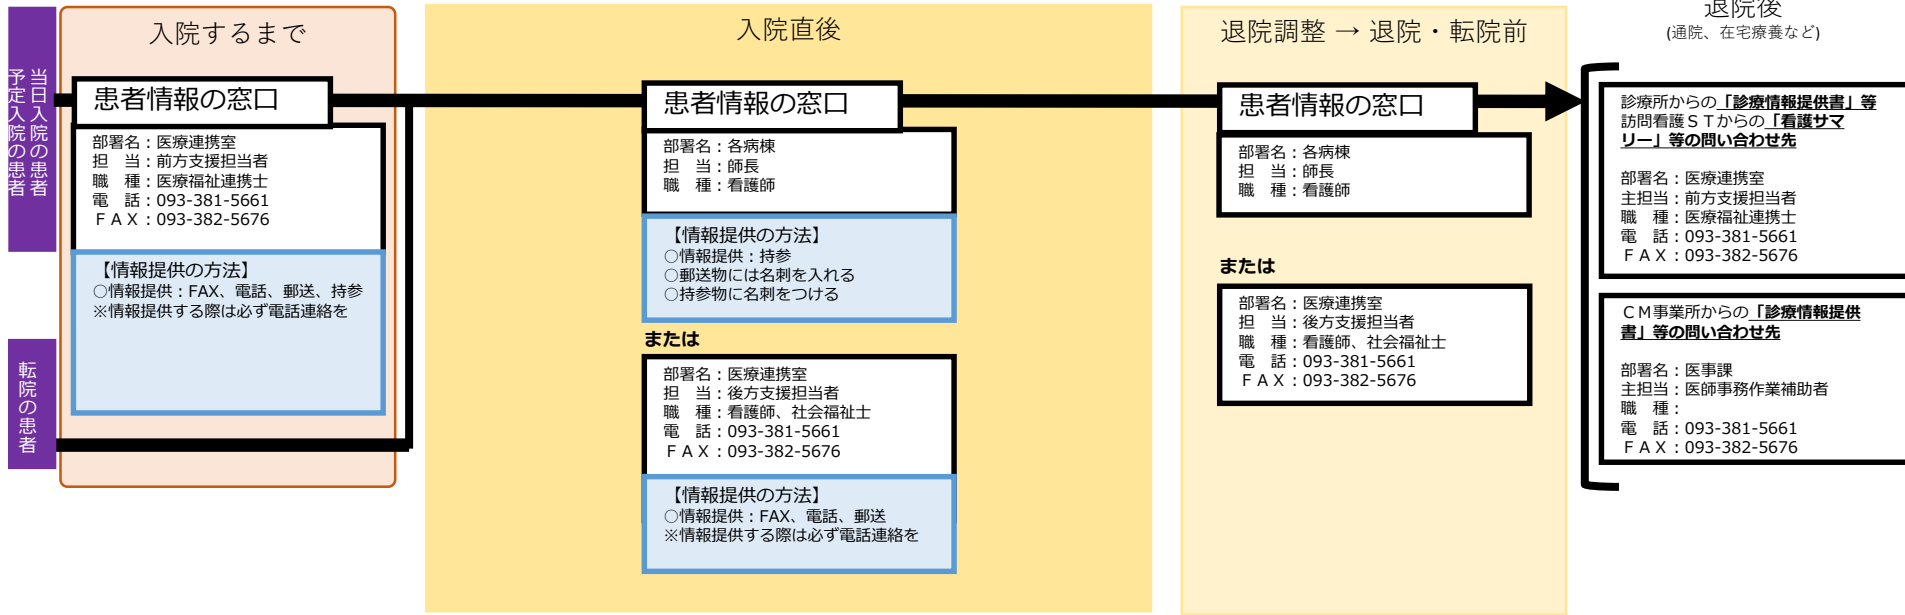 当日入院の患者
予定入院の患者
転院の患者
入院するまで
患者情報の窓口
部署名：医療連携室
担　当：前方支援担当者
職　種：医療福祉連携士
電　話：093-381-5661
ＦＡＸ：093-382-5676
【情報提供の方法】
○情報提供：FAX、電話、郵送、持参
※情報提供する際は必ず電話連絡を
入院直後
患者情報の窓口
部署名：各病棟
担　当：師長
職　種：看護師
【情報提供の方法】
○情報提供：持参
○郵送物には名刺を入れる
○持参物に名刺をつける
または
部署名：医療連携室
担　当：後方支援担当者
職　種：看護師、社会福祉士
電　話：093-381-5661
ＦＡＸ：093-382-5676
【情報提供の方法】
○情報提供：FAX、電話、郵送
※情報提供する際は必ず電話連絡を
退院調整 → 退院・転院前
患者情報の窓口
部署名：各病棟
担　当：師長
職　種：看護師
または
部署名：医療連携室
担　当：後方支援担当者
職　種：看護師、社会福祉士
電　話：093-381-5661
ＦＡＸ：093-382-5676
退院後
(通院、在宅療養など)
診療所からの「診療情報提供書」等
訪問看護ＳＴからの「看護サマ
リー」等の問い合わせ先
部署名：医療連携室
主担当：前方支援担当者
職　種：医療福祉連携士
電　話：093-381-5661
ＦＡＸ：093-382-5676
ＣＭ事業所からの「診療情報提供
書」等の問い合わせ先
部署名：医事課
主担当：医師事務作業補助者
職　種：
電　話：093-381-5661
ＦＡＸ：093-382-5676